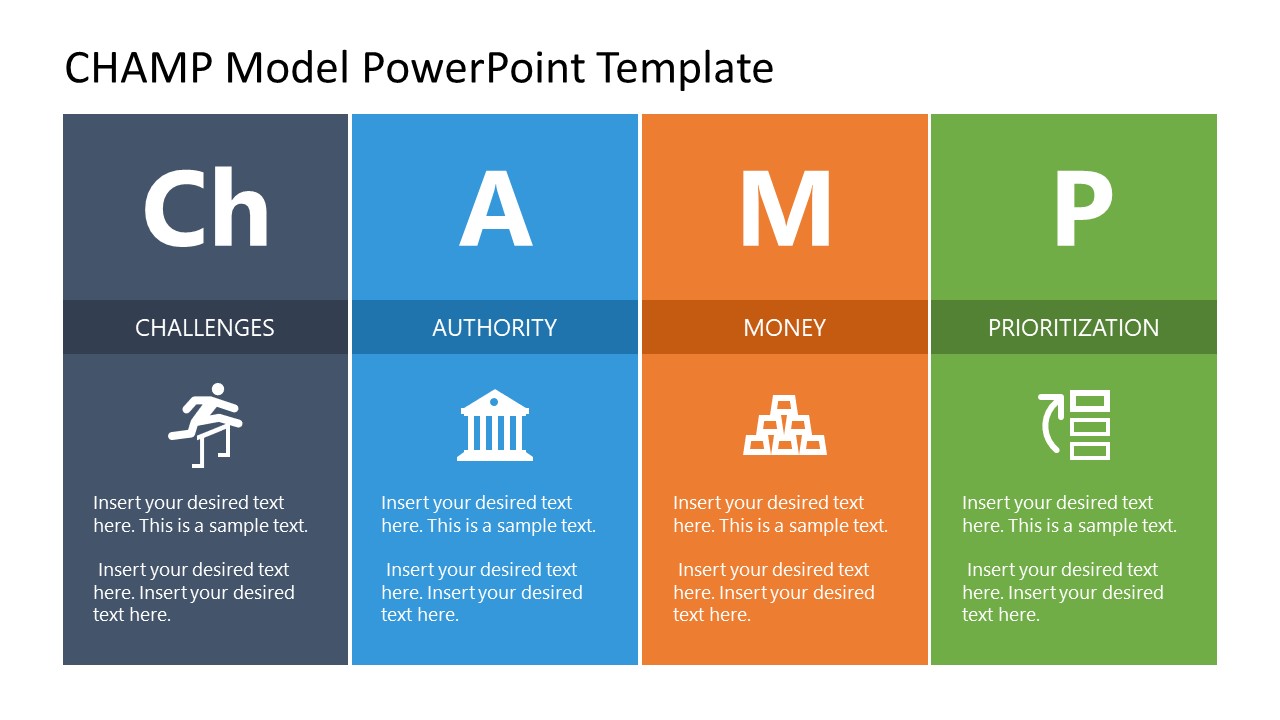 CHAMP Model PowerPoint Template
Ch
A
M
P
CHALLENGES
AUTHORITY
MONEY
PRIORITIZATION
Insert your desired text
here. This is a sample text.
Insert your desired text
here. Insert your desired
text here.
Insert your desired text
here. This is a sample text.
Insert your desired text
here. Insert your desired
text here.
Insert your desired text
here. This is a sample text.
Insert your desired text
here. Insert your desired
text here.
Insert your desired text
here. This is a sample text.
Insert your desired text
here. Insert your desired
text here.